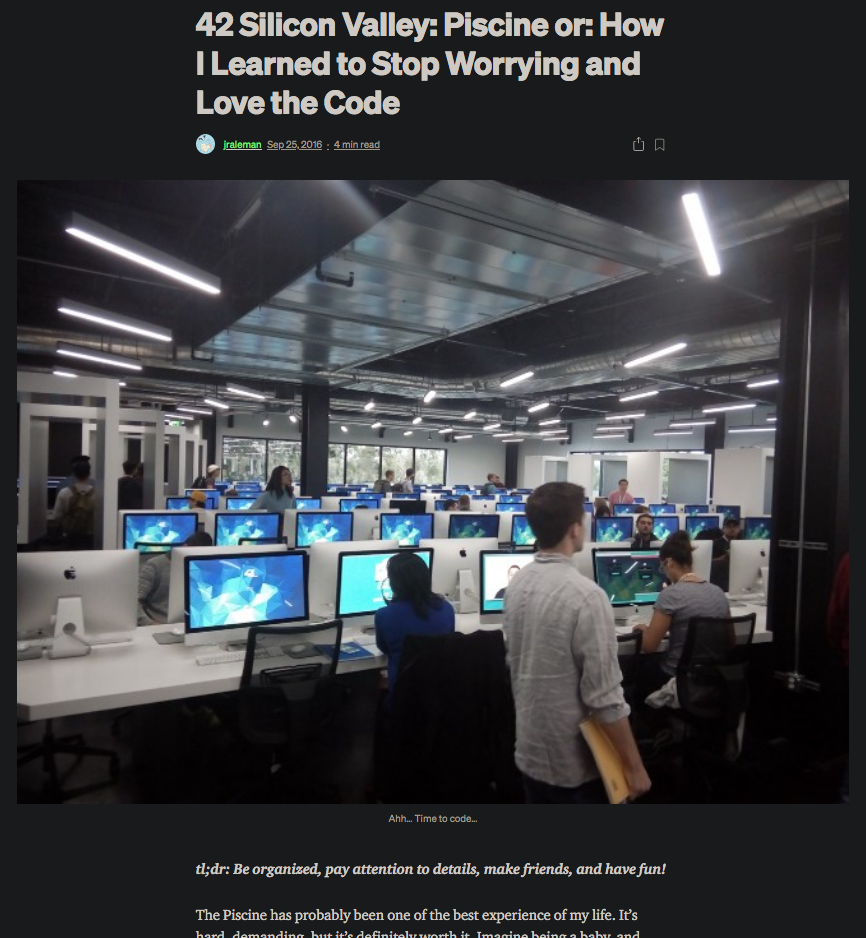 42 Silicon Valley: Piscine or: How
I Learned to Stop Worrying and
Love the Code
jraleman Sep 25, 2016 · 4 min read
Ahh... Time to code...
tl;dr: Be organized, pay attention to details, make friends, and have fun!
The Piscine has probably been one of the best experience of my life. It’s
hard, demanding, but it’s definitely worth it. Imagine being a baby, and